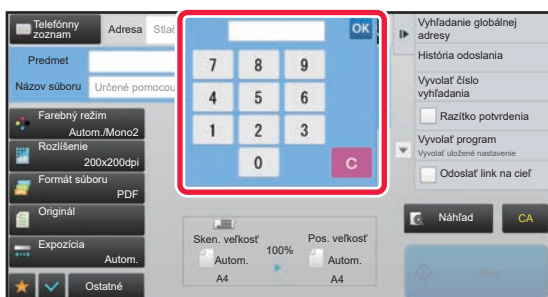 Telefónny
zoznam
Adresa
Stlač
OK
Predmet
Názov súboru
Určené pomocou
7 8 9
4 5 6
1 2 3
0 C
Farebný režim
Autom./Mono2
Rozlíšenie
200x200dpi
Formát súboru
PDF
Originál
Expozícia
Autom.
Ostatné
Sken. veľkosť
Autom.
A4
100%
Pos. veľkosť
Autom.
A4
Vyhľadanie globálnej
adresy
História odoslania
Vyvolať číslo
vyhľadania
Razítko potvrdenia
Vyvolať program
Vyvolať uložené nastavenie
Odoslať link na cieľ
Náhľad
CA
Štart